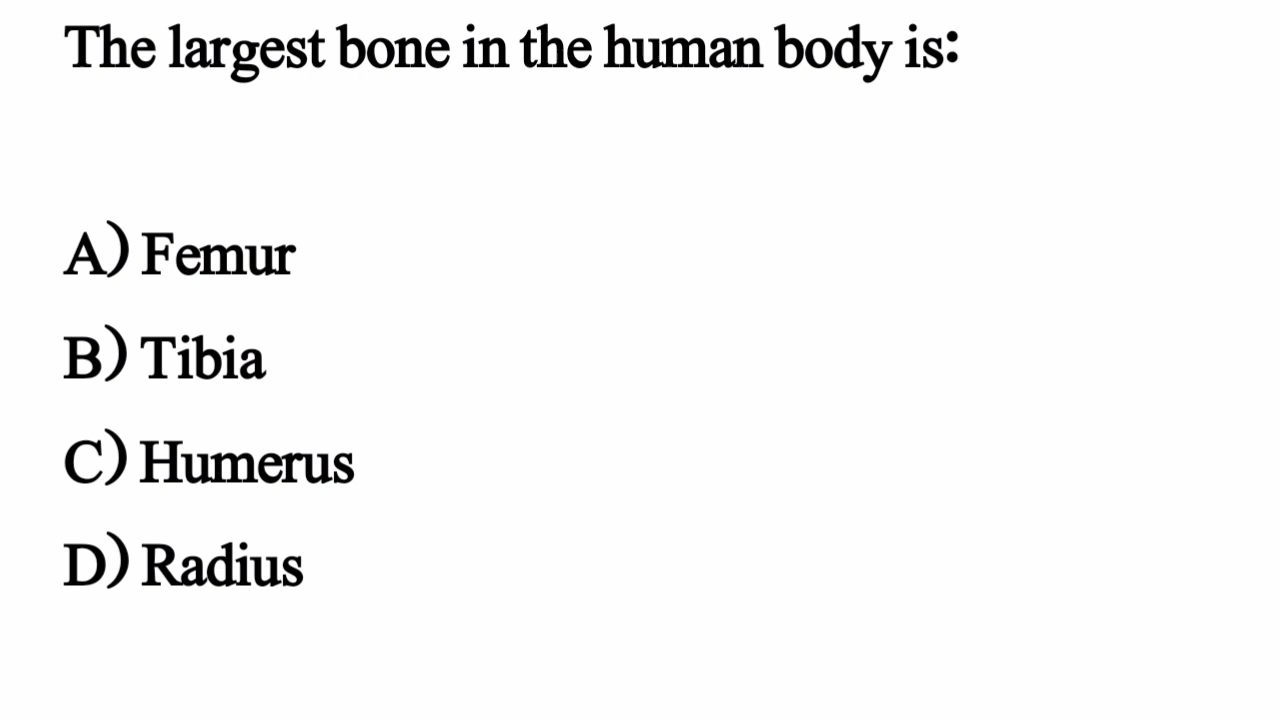 The largest bone in the human body is:
A) Femur
B) Tibia
C) Humerus
D) Radius